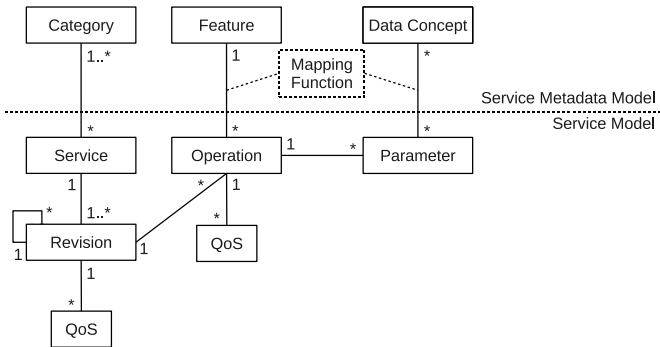 Category
Feature
Data Concept
1..*
1
*
Mapping
Function
Service Metadata Model
Service Model
*
*
*
Service
Operation
1
*
Parameter
1
*
1
*
1..*
*
Revision
1
1
QoS
1
*
QoS